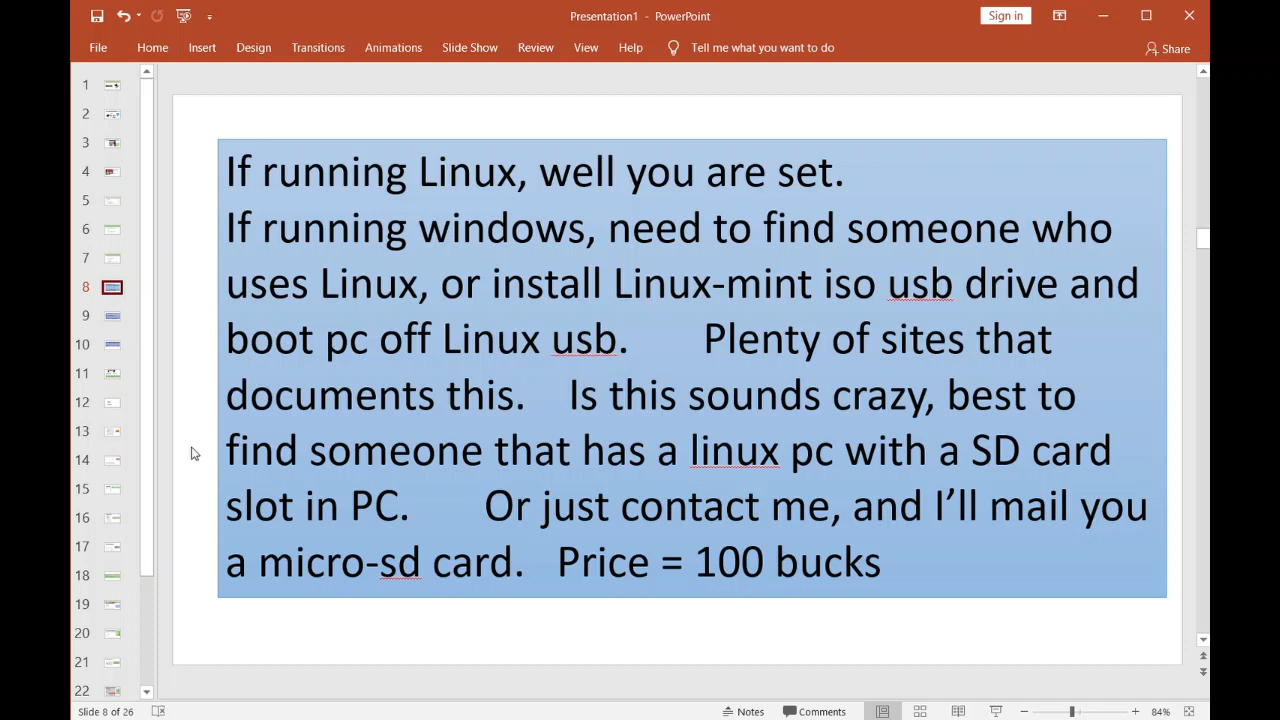 Presentation1 - PowerPoint
Sign in
File Home Insert Design Transitions Animations Slide Show Review View Help Tell me what you want to do Share
1
2
3
4
5
6
7
8
9
10
11
12
13
14
15
16
17
18
19
20
21
22
If running Linux, well you are set.
If running windows, need to find someone who
uses Linux, or install Linux-mint iso usb drive and
boot pc off Linux usb. Plenty of sites that
documents this. Is this sounds crazy, best to
find someone that has a linux pc with a SD card
slot in PC. Or just contact me, and I’ll mail you
a micro-sd card. Price = 100 bucks
Slide 8 of 26 Notes Comments 84%